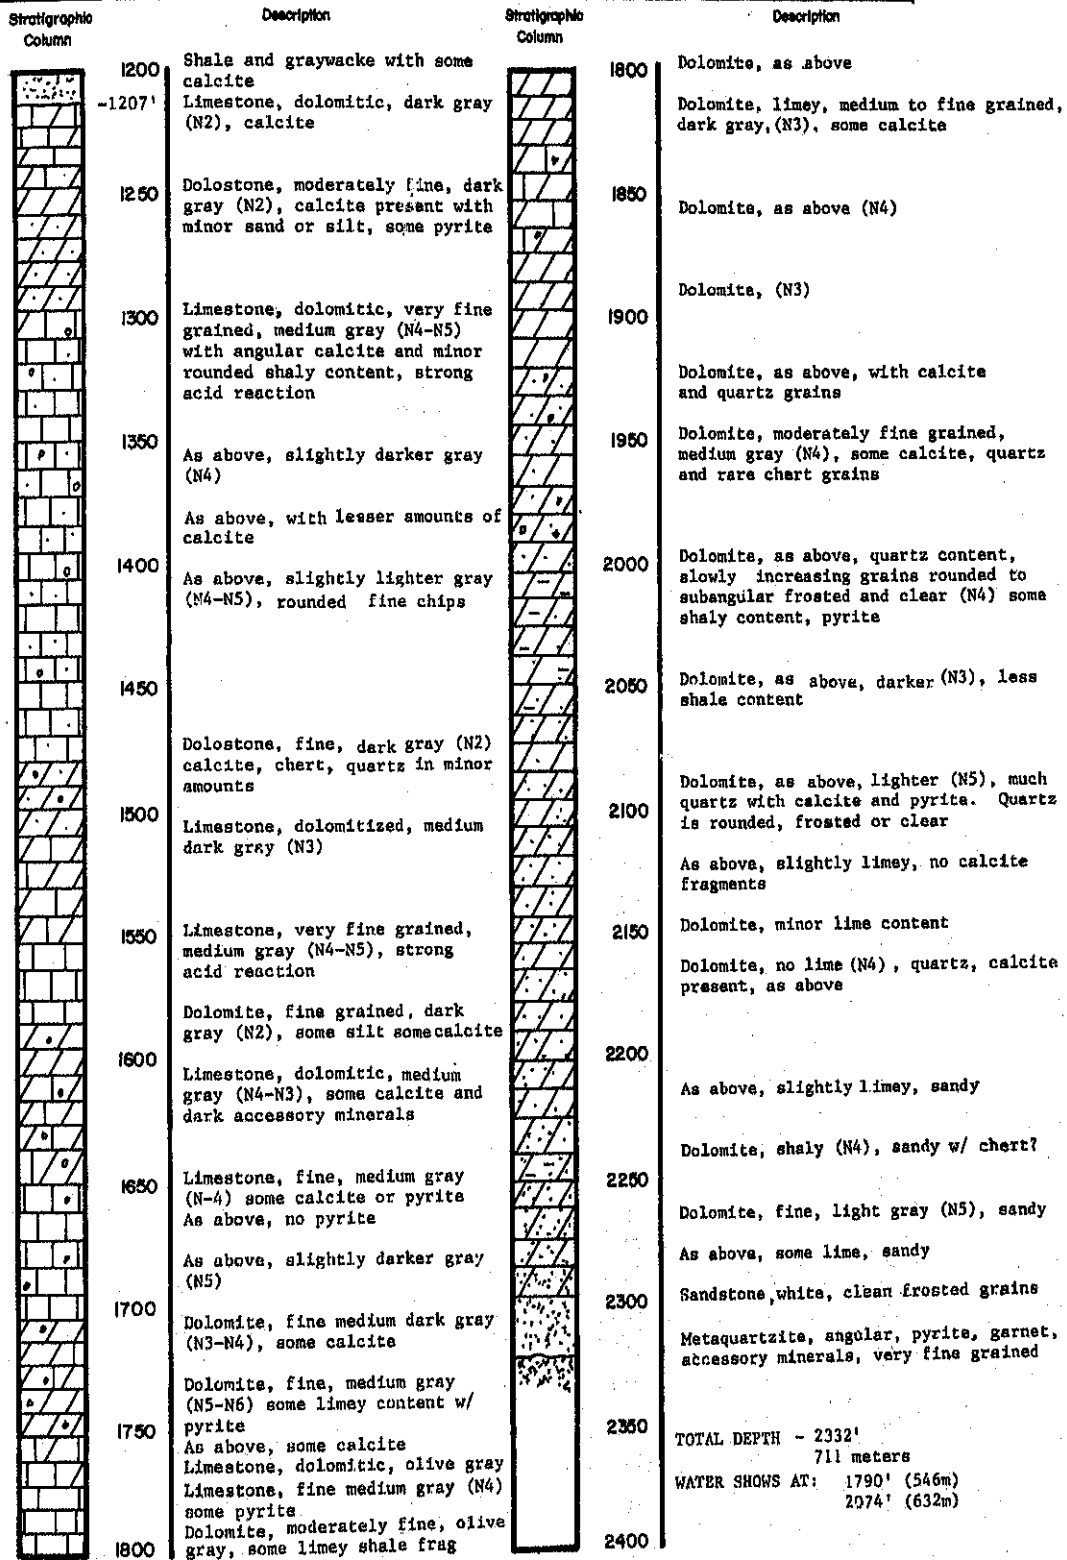 Stratigraphic
Column
Description
1200
Shale and graywacke with some
calcite
-1207'
Limestone, dolomitic, dark gray
(N2), calcite
1250
Dolostone, moderately fine, dark
gray (N2), calcite present with
minor sand or silt, some pyrite
1300
Limestone, dolomitic, very fine
grained, medium gray (N4-N5)
with angular calcite and minor
rounded shaly content, strong
acid reaction
1350
As above, slightly darker gray
(N4)
As above, with lesser amounts of
calcite
1400
As above, slightly lighter gray
(N4-N5), rounded fine chips
1450
Dolostone, fine, dark gray (N2)
calcite, chert, quartz in minor
amounts
1500
Limestone, dolomitized, medium
dark gray (N3)
1550
Limestone, very fine grained,
medium gray (N4-N5), strong
acid reaction
Dolomite, fine grained, dark
gray (N2), some silt somecalcite
1600
Limestone, dolomitic, medium
gray (N4-N3), some calcite and
dark accessory minerals
1650
Limestone, fine, medium gray
(N-4) some calcite or pyrite
As above, no pyrite
As above, slightly darker gray
(N5)
1700
Dolomite, fine medium dark gray
(N3-N4), some calcite
Dolomite, fine, medium gray
(N5-N6) some limey content w/
pyrite
1750
As above, some calcite
Limestone, dolomitic, olive gray
Limestone, fine medium gray (N4)
some pyrite
Dolomite, moderately fine, olive
gray, some limey shale frag
1800
Stratigraphic
Column
Description
1800
Dolomite, as above
Dolomite, limey, medium to fine grained,
dark gray, (N3), some calcite
1850
Dolomite, as above (N4)
Dolomite, (N3)
1900
Dolomite, as above, with calcite
and quartz grains
1950
Dolomite, moderately fine grained,
medium gray (N4), some calcite, quartz
and rare chert grains
2000
Dolomite, as above, quartz content,
slowly increasing grains rounded to
subangular frosted and clear (N4) some
shaly content, pyrite
2050
Dolomite, as above, darker (N3), less
shale content
2100
Dolomite, as above, lighter (N5), much
quartz with calcite and pyrite. Quartz
is rounded, frosted or clear
As above, slightly limey, no calcite
fragments
2150
Dolomite, minor lime content
Dolomite, no lime (N4), quartz, calcite
present, as above
2200
As above, slightly limey, sandy
Dolomite, shaly (N4), sandy w/ chert?
2250
Dolomite, fine, light gray (N5), sandy
As above, some lime, sandy
2300
Sandstone, white, clean frosted grains
Metaquartzite, angular, pyrite, garnet,
accessory minerals, very fine grained
2350
TOTAL DEPTH - 2332'
711 meters
WATER SHOWS AT: 1790' (546m)
2074' (632m)
2400